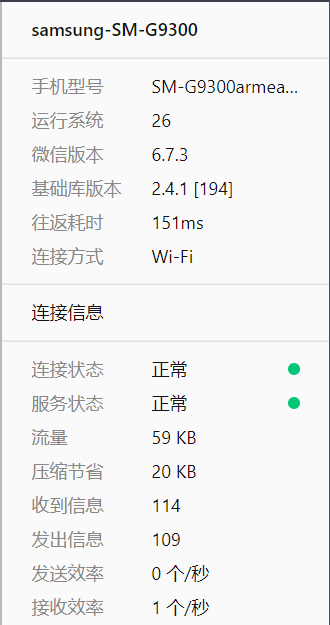 samsung-SM-G9300
手机型号 SM-G9300armea...
运行系统 26
微信版本 6.7.3
基础库版本 2.4.1 [194]
往返耗时 151ms
连接方式 Wi-Fi
连接信息
连接状态 正常
服务状态 正常
流量 59 KB
压缩节省 20 KB
收到信息 114
发出信息 109
发送效率 0 个/秒
接收效率 1 个/秒